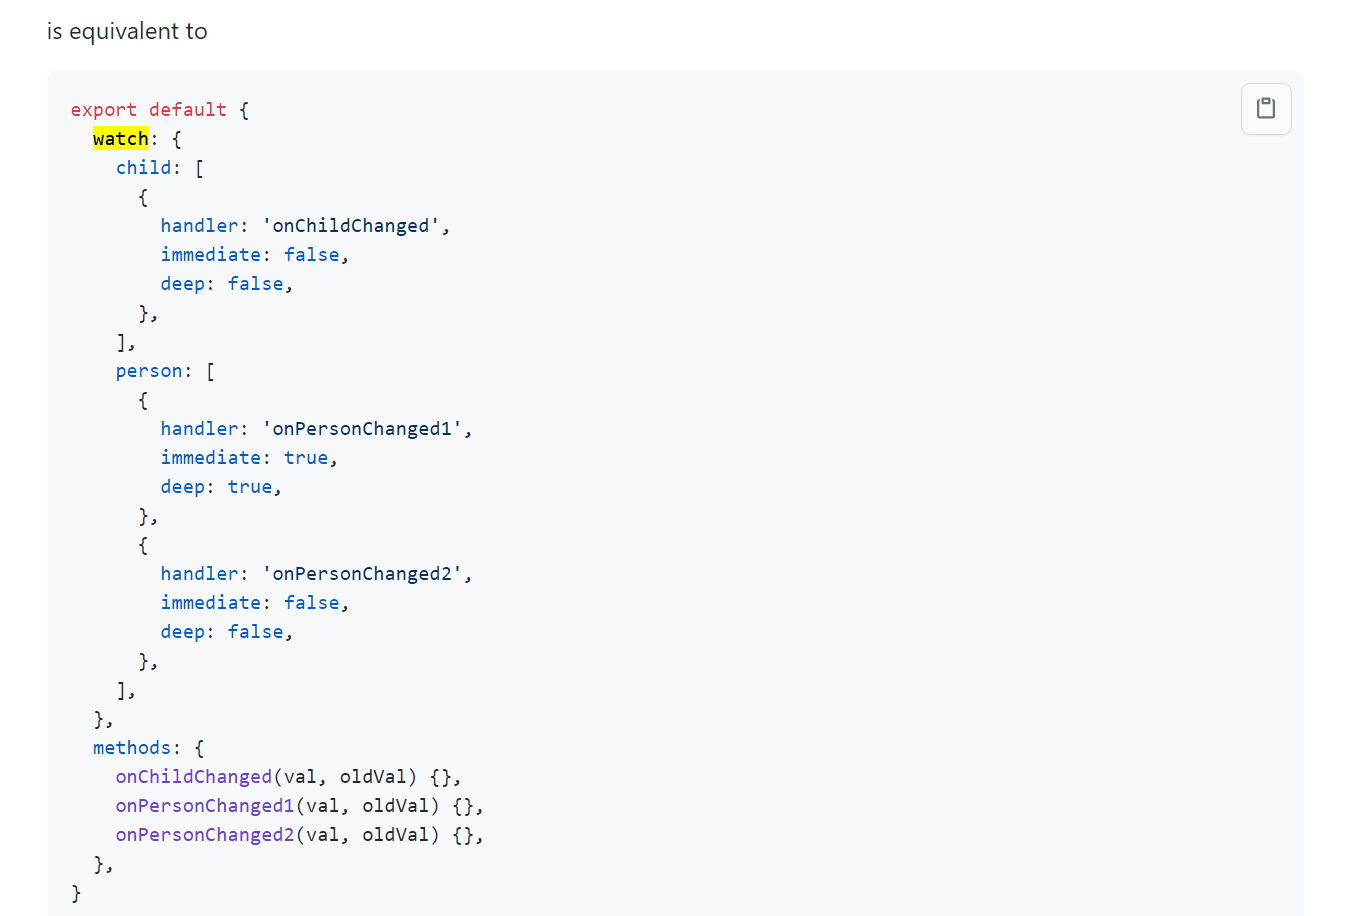 is equivalent to
export default {
  watch: {
    child: [
      {
        handler: 'onChildChanged',
        immediate: false,
        deep: false,
      },
    ],
    person: [
      {
        handler: 'onPersonChanged1',
        immediate: true,
        deep: true,
      },
      {
        handler: 'onPersonChanged2',
        immediate: false,
        deep: false,
      },
    ],
  },
  methods: {
    onChildChanged(val, oldVal) {},
    onPersonChanged1(val, oldVal) {},
    onPersonChanged2(val, oldVal) {},
  },
}